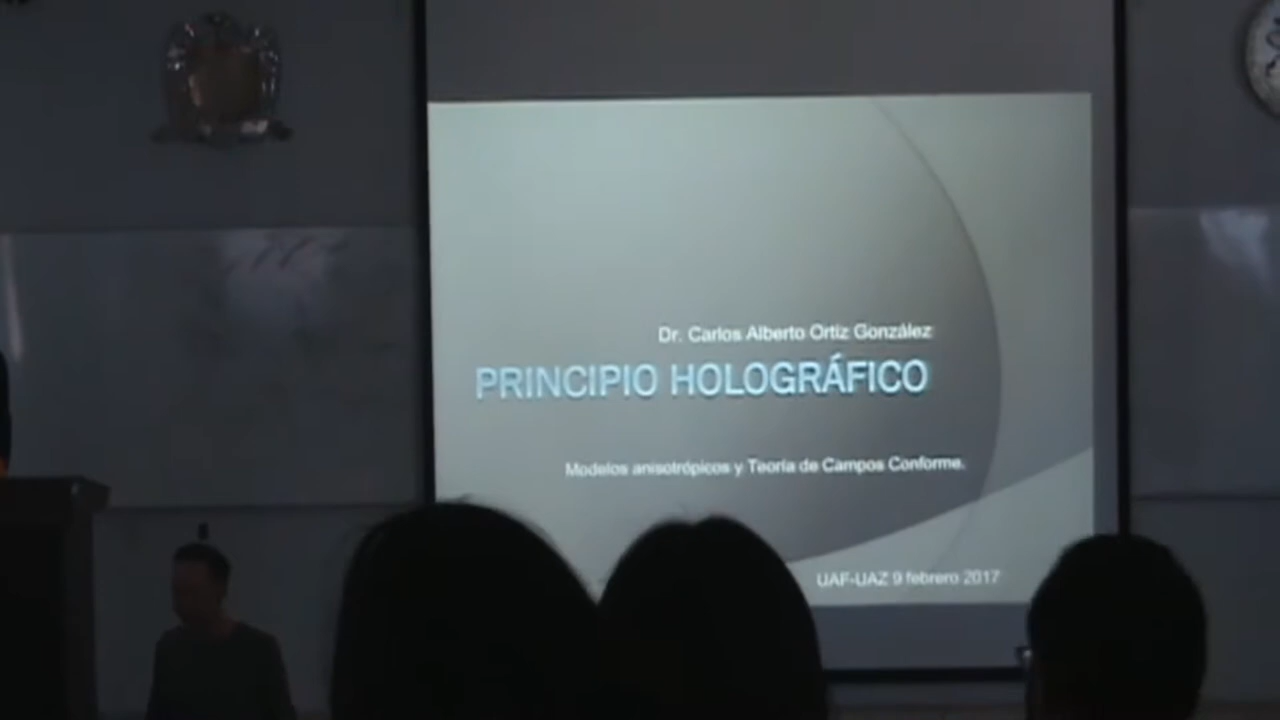 Dr. Carlos Alberto Ortiz González
PRINCIPIO HOLOGRÁFICO
Modelos anisotrópicos y Teoría de Campos Conforme.
UAF-UAZ 9 febrero 2017